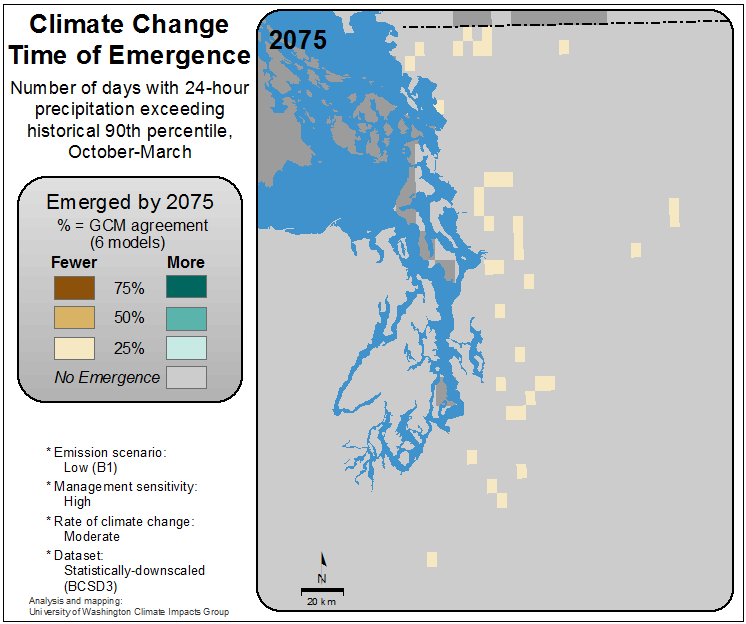 Climate Change
Time of Emergence
Number of days with 24-hour
precipitation exceeding
historical 90th percentile,
October-March
Emerged by 2075
% = GCM agreement
(6 models)
Fewer More
75%
50%
25%
No Emergence
* Emission scenario:
Low (B1)
* Management sensitivity:
High
* Rate of climate change:
Moderate
* Dataset:
Statistically-downscaled
(BCSD3)
Analysis and mapping:
University of Washington Climate Impacts Group
2075
N
20 km